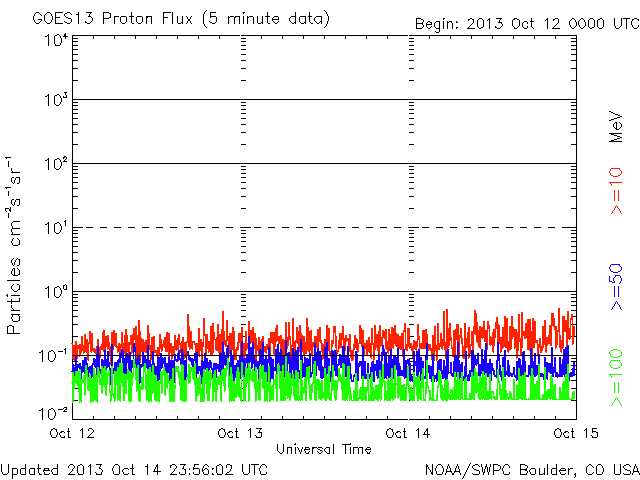 GOES13 Proton Flux (5 minute data)
Begin: 2013 Oct 12 0000 UTC
10⁴
10³
10²
10¹
10⁰
10⁻¹
10⁻²
Particles cm⁻²s⁻¹sr⁻¹
MeV
>=10
>=50
>=100
Oct 12
Oct 13
Oct 14
Oct 15
Universal Time
Updated 2013 Oct 14 23:56:02 UTC
NOAA/SWPC Boulder, CO USA